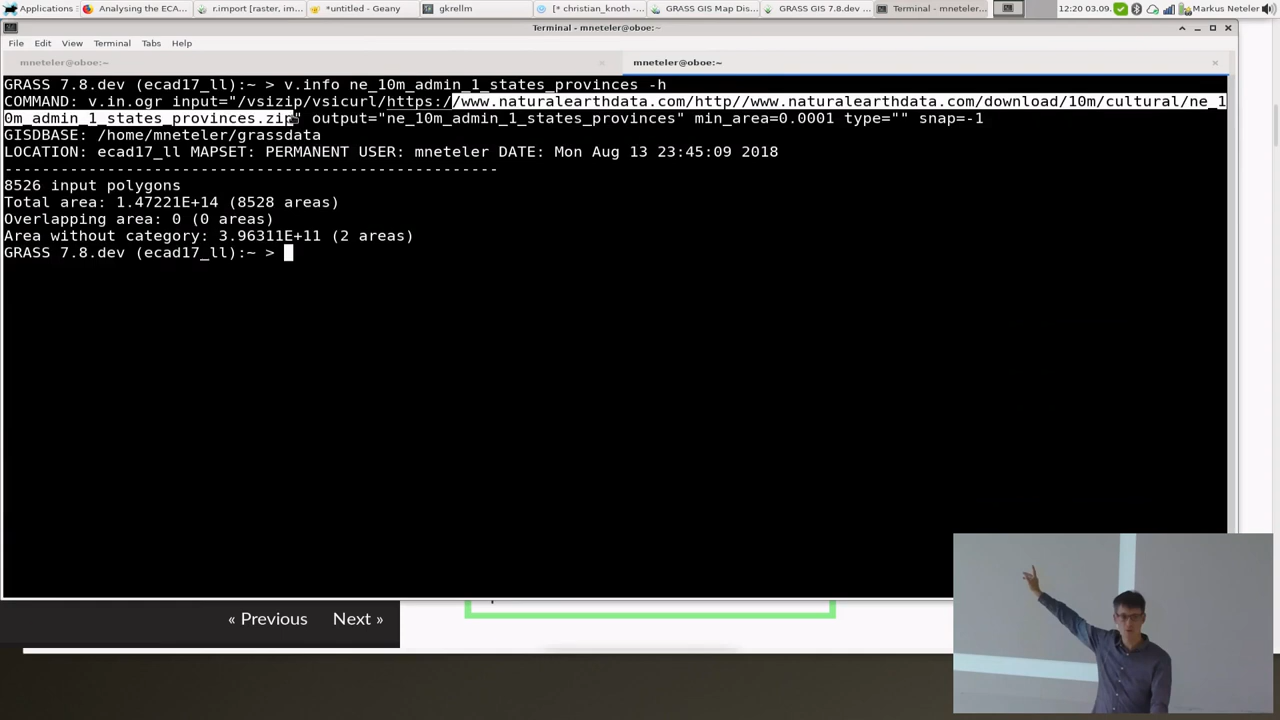 Applications
Analysing the ECA...
r.import [raster, im...
*untitled - Geany
gkrellm
[* christian_knoth -...
GRASS GIS Map Dis...
GRASS GIS 7.8.dev ...
Terminal - mneteler...
12:20 03.09.
Markus Neteler
Terminal - mneteler@oboe:~
File Edit View Terminal Tabs Help
mneteler@oboe:~
mneteler@oboe:~
GRASS 7.8.dev (ecad17_ll):~ > v.info ne_10m_admin_1_states_provinces -h
COMMAND: v.in.ogr input="/vsizip/vsicurl/https://www.naturalearthdata.com/http//www.naturalearthdata.com/download/10m/cultural/ne_1
0m_admin_1_states_provinces.zip" output="ne_10m_admin_1_states_provinces" min_area=0.0001 type="" snap=-1
GISDBASE: /home/mneteler/grassdata
LOCATION: ecad17_ll MAPSET: PERMANENT USER: mneteler DATE: Mon Aug 13 23:45:09 2018
-----------------------------------------------------
8526 input polygons
Total area: 1.47221E+14 (8528 areas)
Overlapping area: 0 (0 areas)
Area without category: 3.96311E+11 (2 areas)
GRASS 7.8.dev (ecad17_ll):~ >
« Previous Next »